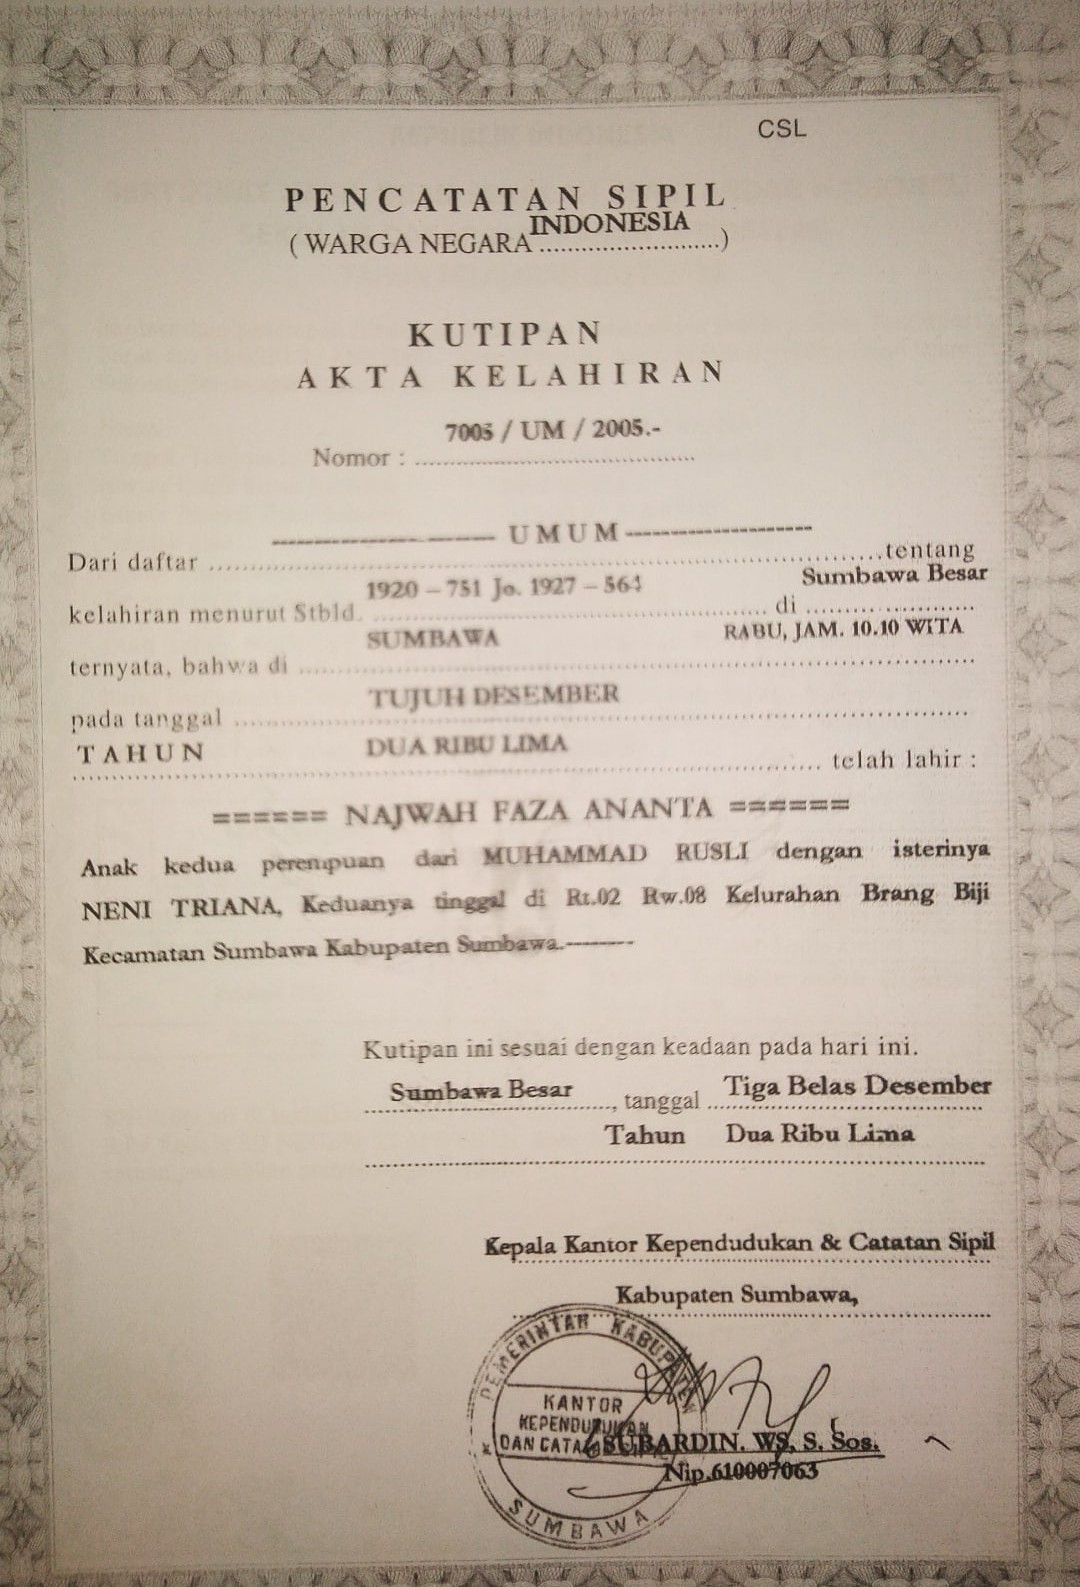 CSL
PENCATATAN SIPIL
INDONESIA
( WARGA NEGARA ..........................)
KUTIPAN
AKTA KELAHIRAN
7005 / UM / 2005.-
Nomor : ......................................
-------------------- UMUM --------------------
Dari daftar ........................................ tentang
1920 – 751 Jo. 1927 – 564 Sumbawa Besar
kelahiran menurut Stbld. ........................................ di ........................
SUMBAWA RABU, JAM. 10.10 WITA
ternyata, bahwa di ........................................
TUJUH DESEMBER
pada tanggal ........................................
TAHUN DUA RIBU LIMA
........................................ telah lahir :
====== NAJWAH FAZA ANANTA ======
Anak kedua perempuan dari MUHAMMAD RUSLI dengan isterinya
NENI TRIANA, Keduanya tinggal di Rt.02 Rw.08 Kelurahan Brang Biji
Kecamatan Sumbawa Kabupaten Sumbawa.--------
Kutipan ini sesuai dengan keadaan pada hari ini.
Sumbawa Besar Tiga Belas Desember
........................................, tanggal ........................................
Tahun Dua Ribu Lima
........................................
Kepala Kantor Kependudukan & Catatan Sipil
Kabupaten Sumbawa,
PEMERINTAH KABUPATEN
KANTOR
KEPENDUDUKAN
DAN CATATAN
SUMBAWA
SUBARDIN. WS, S. Sos.
Nip.610007063